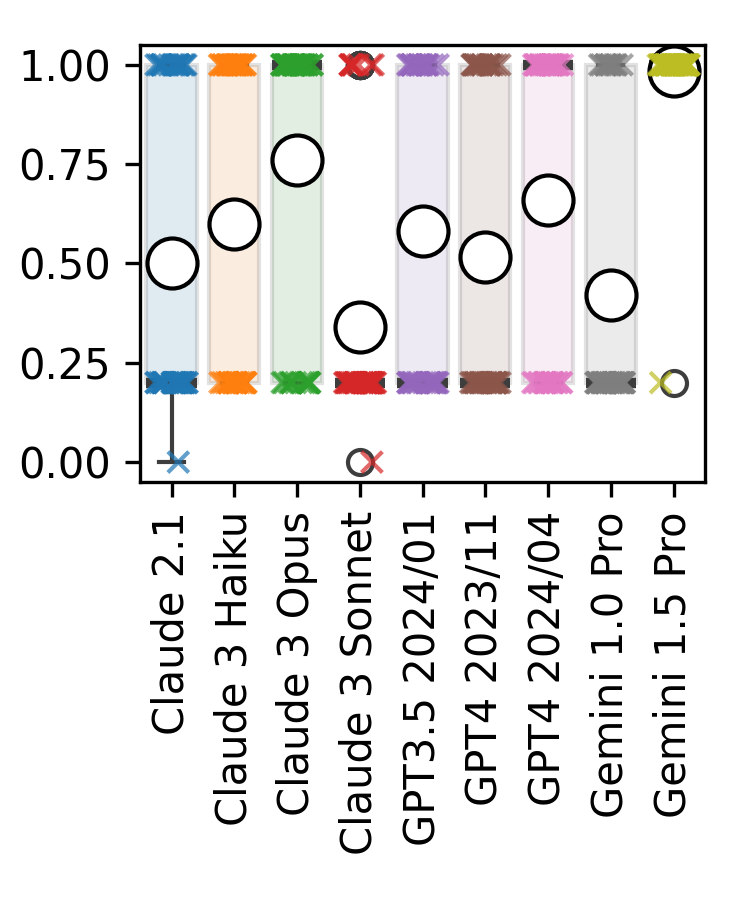 1.00
0.75
0.50
0.25
0.00
Claude 2.1
Claude 3 Haiku
Claude 3 Opus
Claude 3 Sonnet
GPT3.5 2024/01
GPT4 2023/11
GPT4 2024/04
Gemini 1.0 Pro
Gemini 1.5 Pro